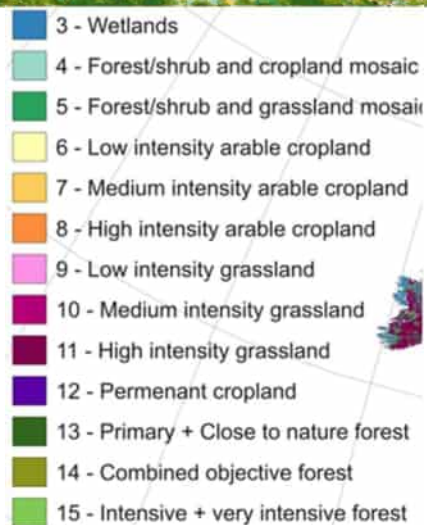 3 - Wetlands
4 - Forest/shrub and cropland mosaic
5 - Forest/shrub and grassland mosaic
6 - Low intensity arable cropland
7 - Medium intensity arable cropland
8 - High intensity arable cropland
9 - Low intensity grassland
10 - Medium intensity grassland
11 - High intensity grassland
12 - Permenant cropland
13 - Primary + Close to nature forest
14 - Combined objective forest
15 - Intensive + very intensive forest